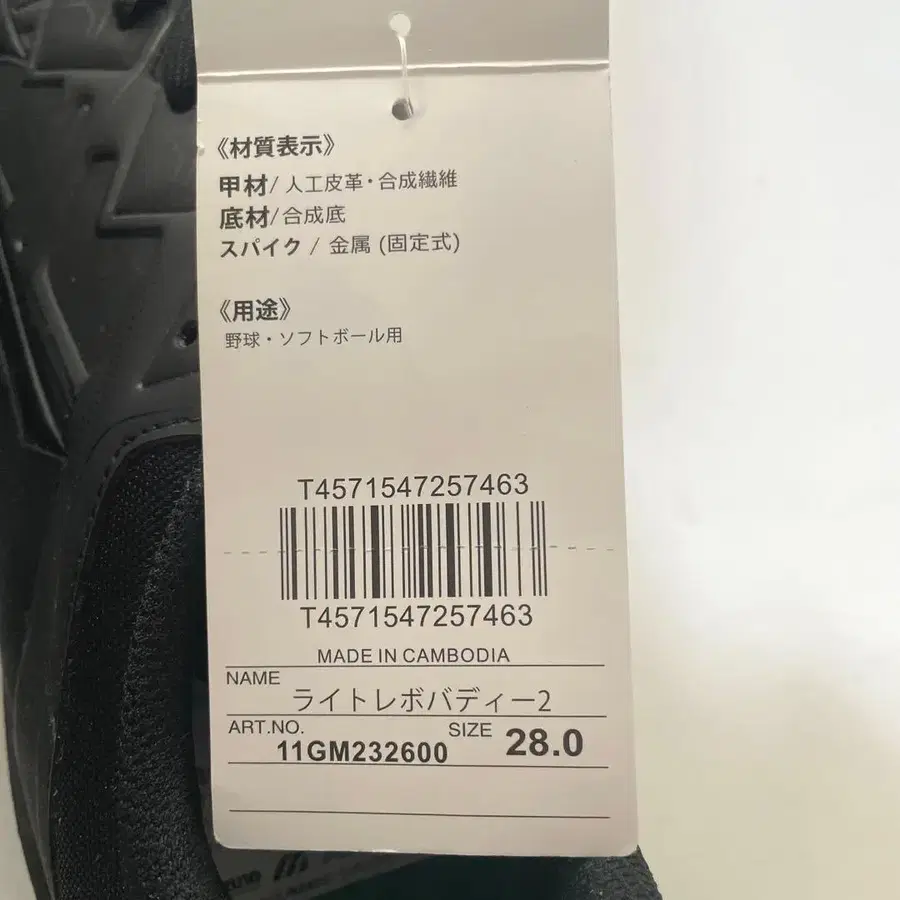 《材質表示》
甲材/人工皮革・合成繊維
底材/合成底
スパイク / 金属 (固定式)
《用途》
野球・ソフトボール用
T4571547257463
T4571547257463
MADE IN CAMBODIA
NAME ライトレボバディー2
ART.NO. 11GM232600 SIZE 28.0